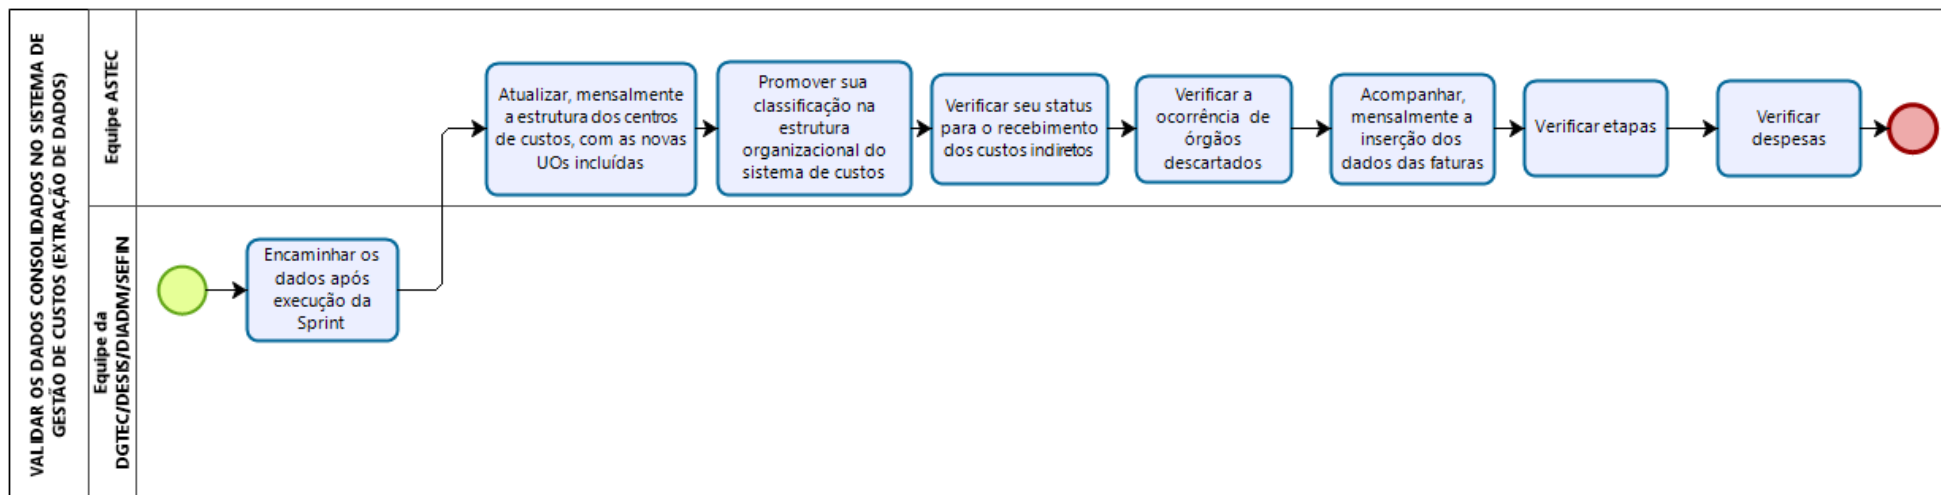 VALIDAR OS DADOS CONSOLIDADOS NO SISTEMA DE
GESTÃO DE CUSTOS (EXTRAÇÃO DE DADOS)
Equipe ASTEC
Atualizar, mensalmente
a estrutura dos centros
de custos, com as novas
UOs incluídas
Promover sua
classificação na
estrutura
organizacional do
sistema de custos
Verificar seu status
para o recebimento
dos custos indiretos
Verificar a
ocorrência de
órgãos
descartados
Acompanhar,
mensalmente a
inserção dos
dados das faturas
Verificar etapas
Verificar
despesas
Equipe da
DGTEC/DESIS/DIADM/SEFIN
Encaminhar os
dados após
execução da
Sprint